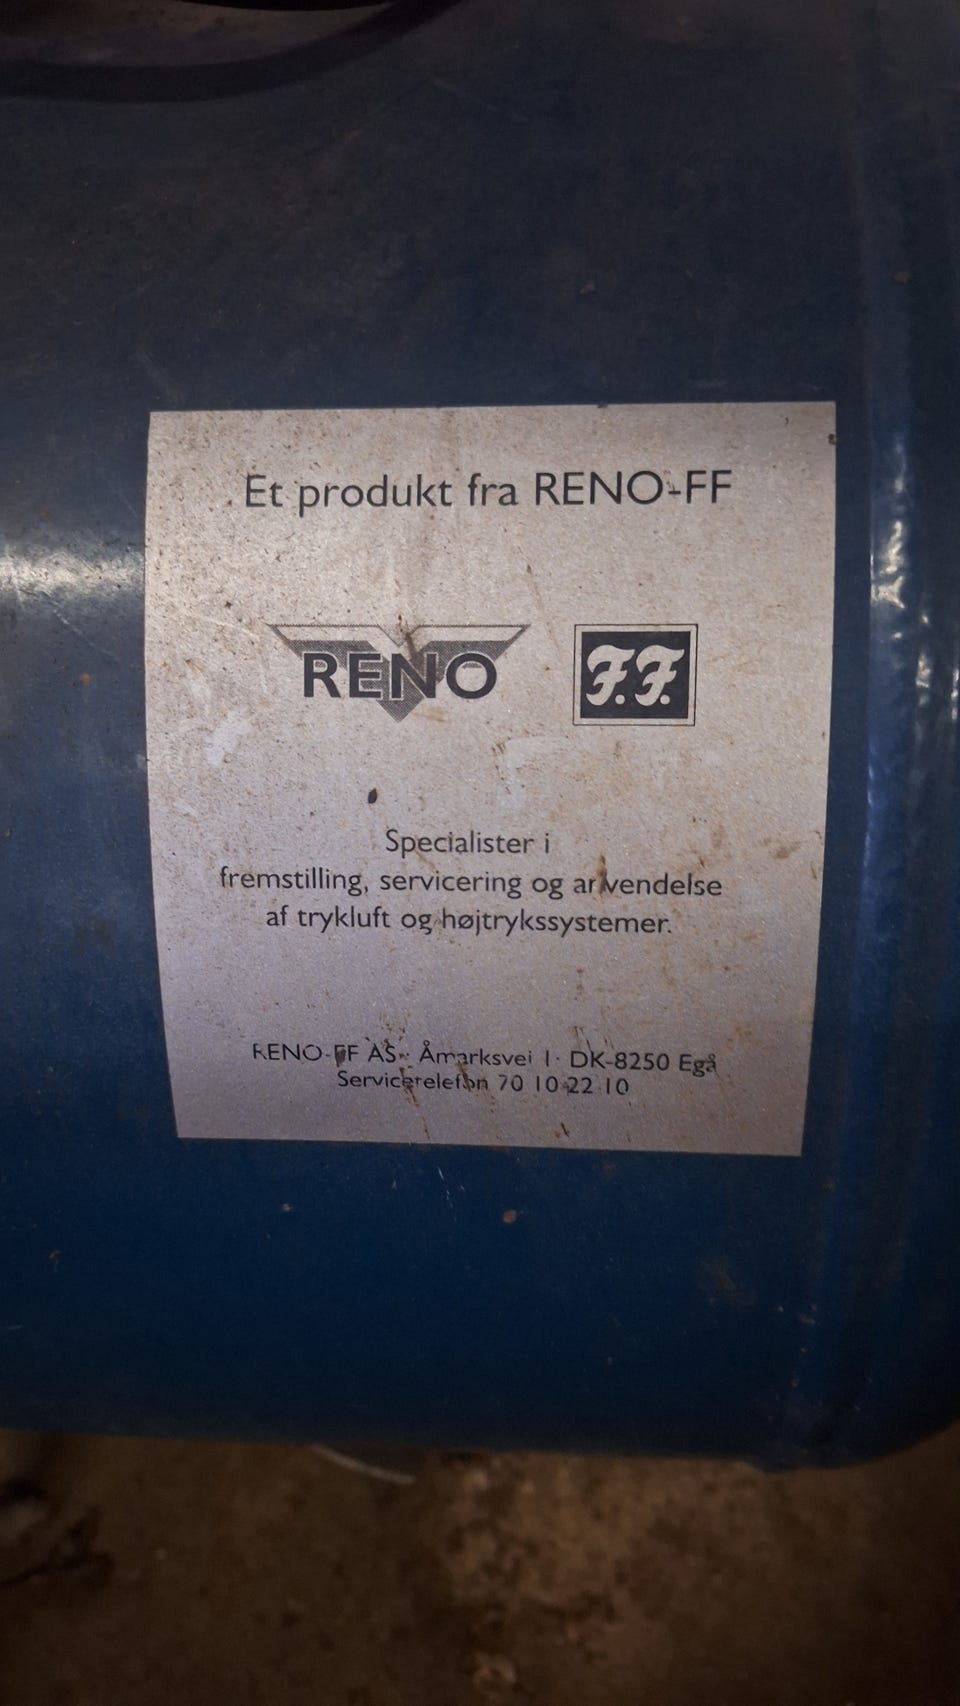 Et produkt fra RENO-FF
RENO F.F.
Specialister i
fremstilling, servicering og anvendelse
af trykluft og højtrykssystemer.
RENO-FF AS · Åmarksvej 1 · DK-8250 Egå
Servicetelefon 70 10 22 10